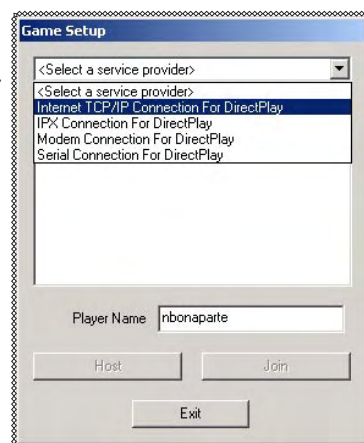 Game Setup
<Select a service provider>
<Select a service provider>
Internet TCP/IP Connection For DirectPlay
IPX Connection For DirectPlay
Modem Connection For DirectPlay
Serial Connection For DirectPlay
Player Name nbonaparte
Host Join
Exit